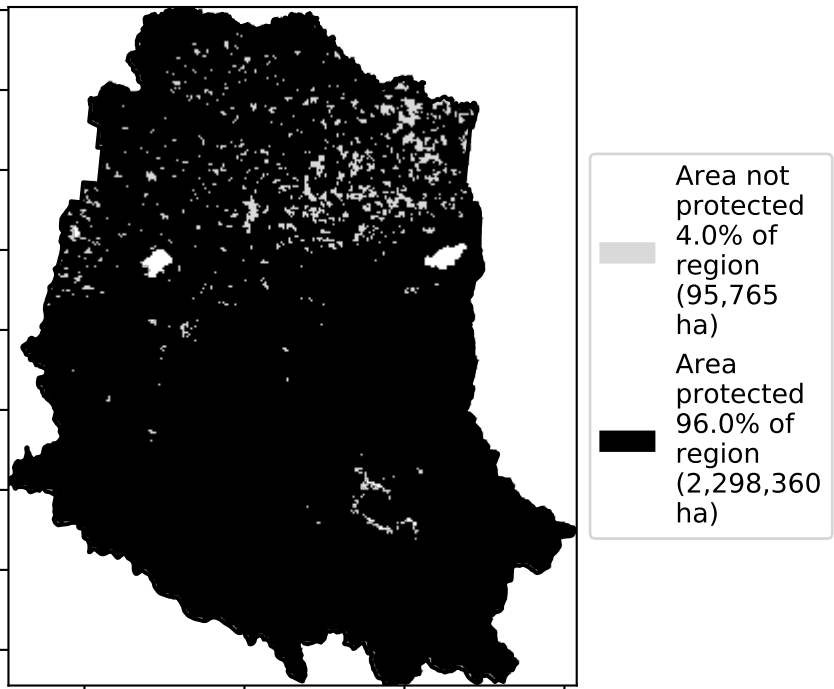 Area not
protected
4.0% of
region
(95,765
ha)
Area
protected
96.0% of
region
(2,298,360
ha)